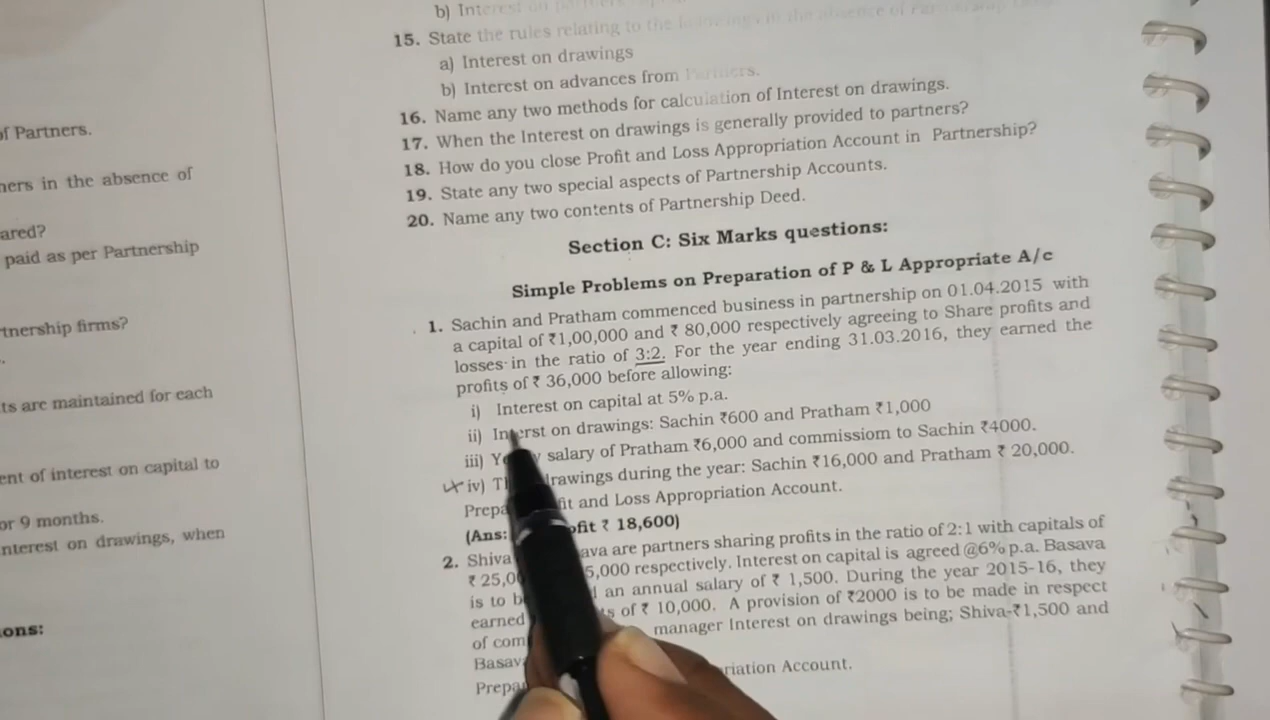 of Partners.
ners in the absence of
ared?
paid as per Partnership
tnership firms?
ts are maintained for each
ent of interest on capital to
or 9 months.
nterest on drawings, when
ons:
b) Interest on
15. State the rules relating to the in the absence of
a) Interest on drawings
b) Interest on advances from Partners.
16. Name any two methods for calculation of Interest on drawings.
17. When the Interest on drawings is generally provided to partners?
18. How do you close Profit and Loss Appropriation Account in Partnership?
19. State any two special aspects of Partnership Accounts.
20. Name any two contents of Partnership Deed.
Section C: Six Marks questions:
Simple Problems on Preparation of P & L Appropriate A/c
1. Sachin and Pratham commenced business in partnership on 01.04.2015 with
a capital of ₹1,00,000 and ₹ 80,000 respectively agreeing to Share profits and
losses in the ratio of 3:2. For the year ending 31.03.2016, they earned the
profits of ₹ 36,000 before allowing:
i) Interest on capital at 5% p.a.
ii) Interst on drawings: Sachin ₹600 and Pratham ₹1,000
iii) salary of Pratham ₹6,000 and commissiom to Sachin ₹4000.
iv) drawings during the year: Sachin ₹16,000 and Pratham ₹ 20,000.
Prepa fit and Loss Appropriation Account.
(Ans: ofit ₹ 18,600)
2. Shiva ava are partners sharing profits in the ratio of 2:1 with capitals of
₹ 25,00 5,000 respectively. Interest on capital is agreed @6% p.a. Basava
is to b an annual salary of ₹ 1,500. During the year 2015-16, they
earned ts of ₹ 10,000. A provision of ₹2000 is to be made in respect
of com manager Interest on drawings being; Shiva-₹1,500 and
Basav
Prepa riation Account.